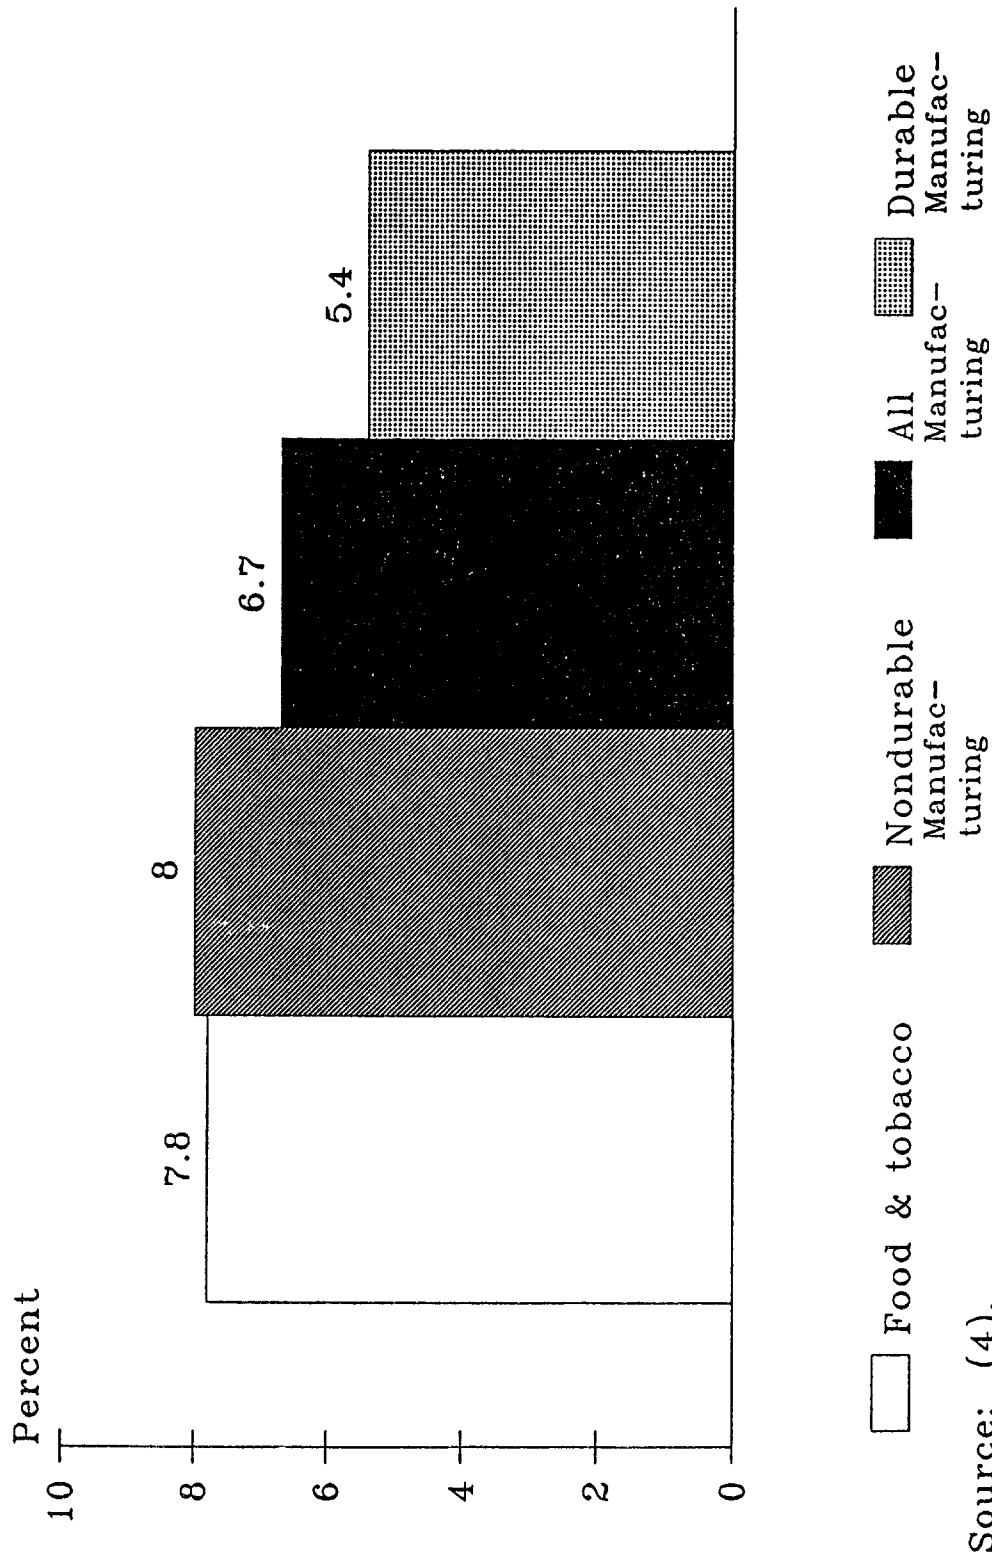 Percent
10
8
6
4
2
0
7.8
8
6.7
5.4
Food & tobacco
Nondurable
Manufac-
turing
All
Manufac-
turing
Durable
Manufac-
turing
Source: (4).